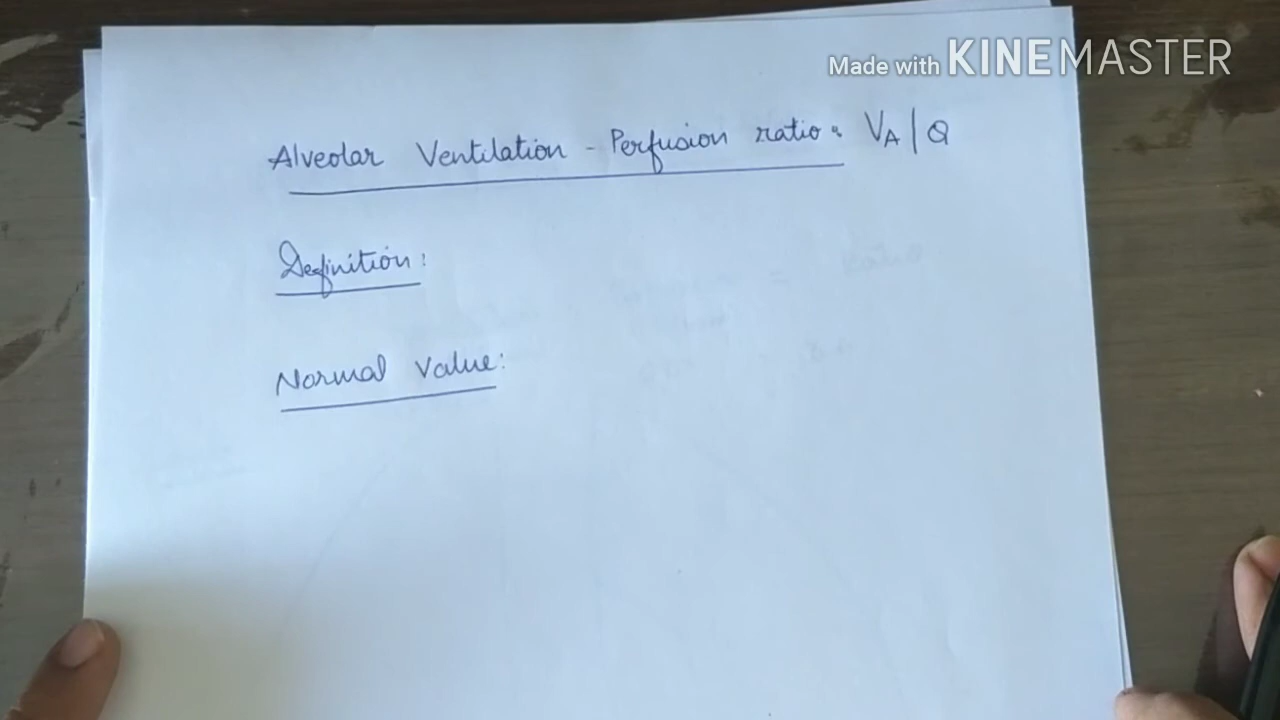 Made with KINEMASTER
Alveolar Ventilation - Perfusion ratio: VA/Q
Definition:
Normal Value: